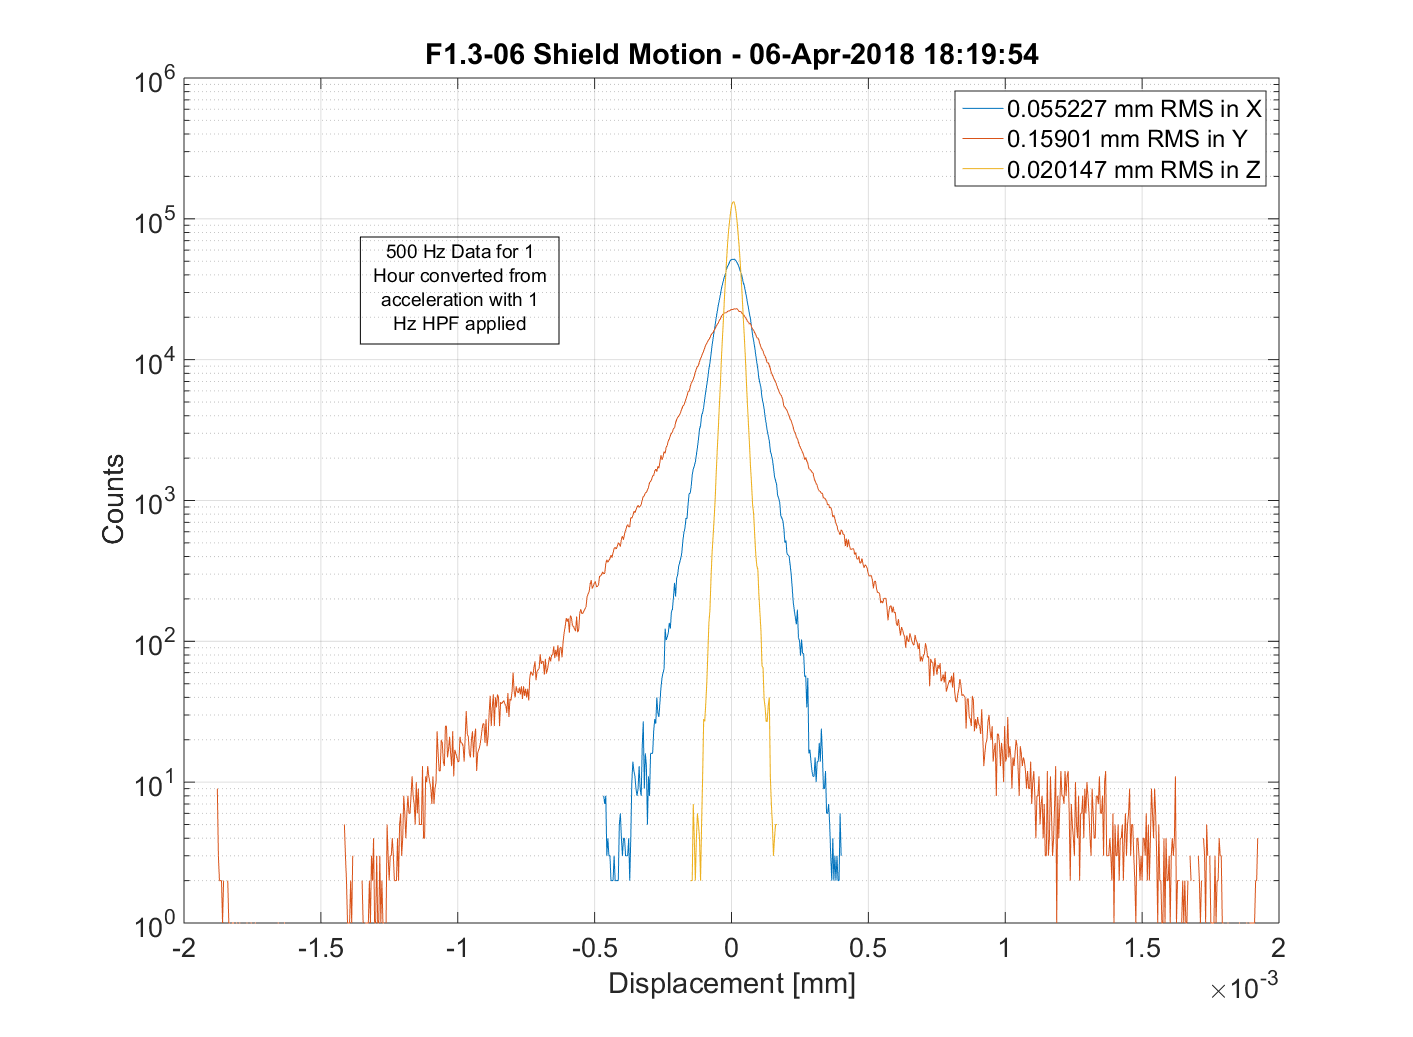 F1.3-06 Shield Motion - 06-Apr-2018 18:19:54
10^6
10^5
10^4
10^3
10^2
10^1
10^0
Counts
0.055227 mm RMS in X
0.15901 mm RMS in Y
0.020147 mm RMS in Z
500 Hz Data for 1
Hour converted from
acceleration with 1
Hz HPF applied
-2 -1.5 -1 -0.5 0 0.5 1 1.5 2
Displacement [mm]
×10^-3